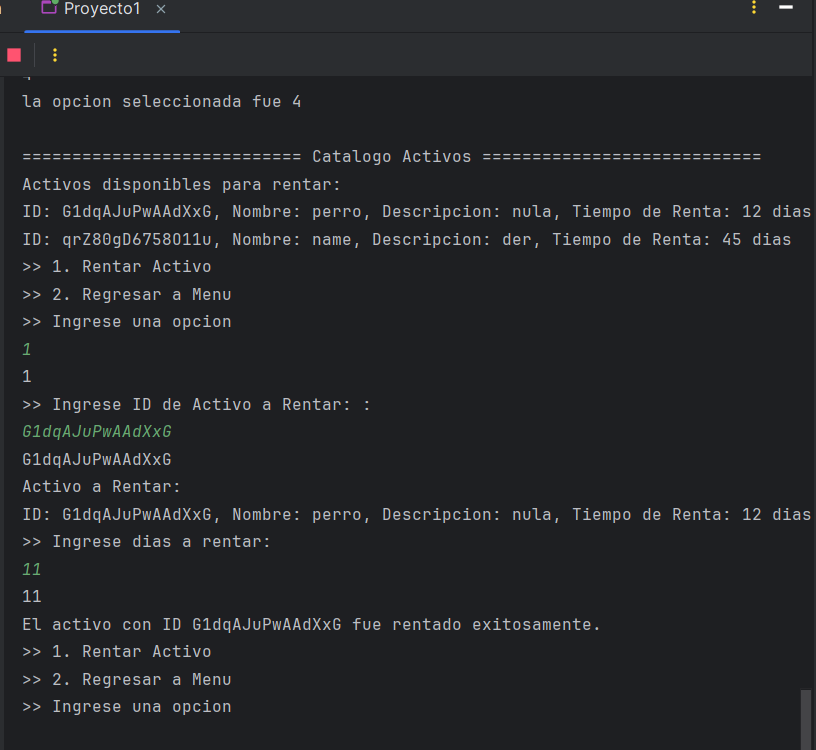 Proyecto1
la opcion seleccionada fue 4
============================ Catalogo Activos ============================
Activos disponibles para rentar:
ID: G1dqAJuPwAAdXxG, Nombre: perro, Descripcion: nula, Tiempo de Renta: 12 dias
ID: qrZ80gD6758O11u, Nombre: name, Descripcion: der, Tiempo de Renta: 45 dias
>> 1. Rentar Activo
>> 2. Regresar a Menu
>> Ingrese una opcion
1
1
>> Ingrese ID de Activo a Rentar: :
G1dqAJuPwAAdXxG
G1dqAJuPwAAdXxG
Activo a Rentar:
ID: G1dqAJuPwAAdXxG, Nombre: perro, Descripcion: nula, Tiempo de Renta: 12 dias
>> Ingrese dias a rentar:
11
11
El activo con ID G1dqAJuPwAAdXxG fue rentado exitosamente.
>> 1. Rentar Activo
>> 2. Regresar a Menu
>> Ingrese una opcion